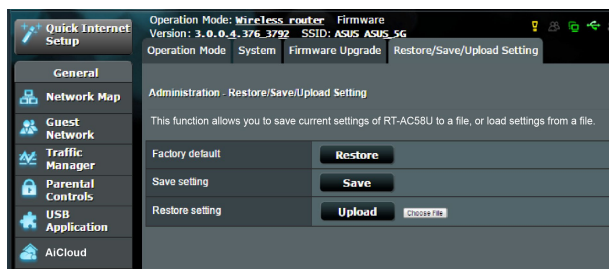 Quick Internet
Setup
General
Network Map
Guest
Network
Traffic
Manager
Parental
Controls
USB
Application
AiCloud
Operation Mode: Wireless router Firmware
Version: 3.0.0.4.376_3792 SSID: ASUS ASUS_5G
Operation Mode System Firmware Upgrade Restore/Save/Upload Setting
Administration - Restore/Save/Upload Setting
This function allows you to save current settings of RT-AC58U to a file, or load settings from a file.
Factory default Restore
Save setting Save
Restore setting Upload Choose File